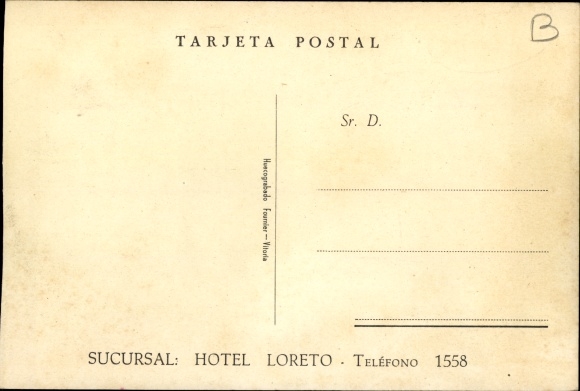 B
TARJETA POSTAL
Sr. D.
Huecograbado Fournier—Vitoria
SUCURSAL: HOTEL LORETO · TELÉFONO 1558